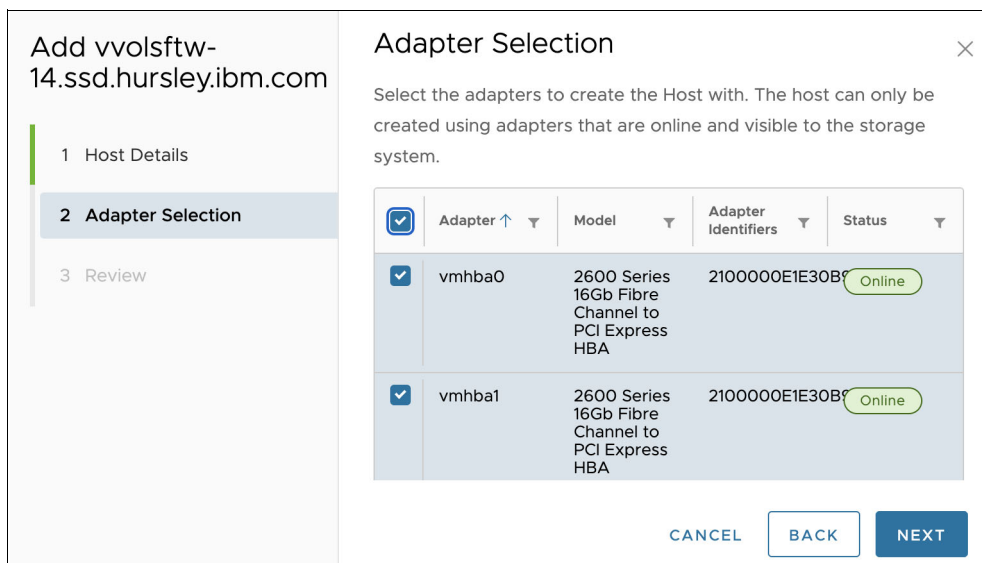 Add vvolsftw-
14.ssd.hursley.ibm.com
1 Host Details
2 Adapter Selection
3 Review
Adapter Selection
Select the adapters to create the Host with. The host can only be
created using adapters that are online and visible to the storage
system.
Adapter Model Adapter Identifiers Status
vmhba0 2600 Series 2100000E1E30B Online
16Gb Fibre
Channel to
PCI Express
HBA
vmhba1 2600 Series 2100000E1E30B Online
16Gb Fibre
Channel to
PCI Express
HBA
CANCEL BACK NEXT